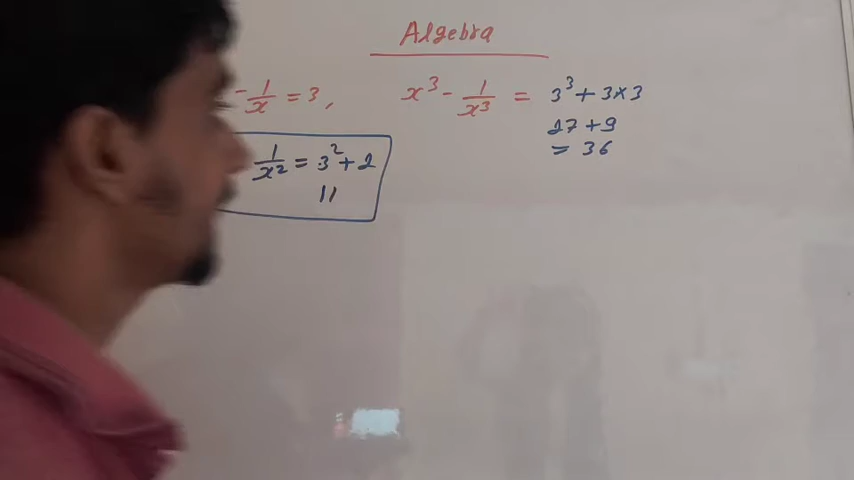 Algebra
- 1/x = 3, x³ - 1/x³ = 3³ + 3×3
27 + 9
1/x² = 3² + 2 = 36
11